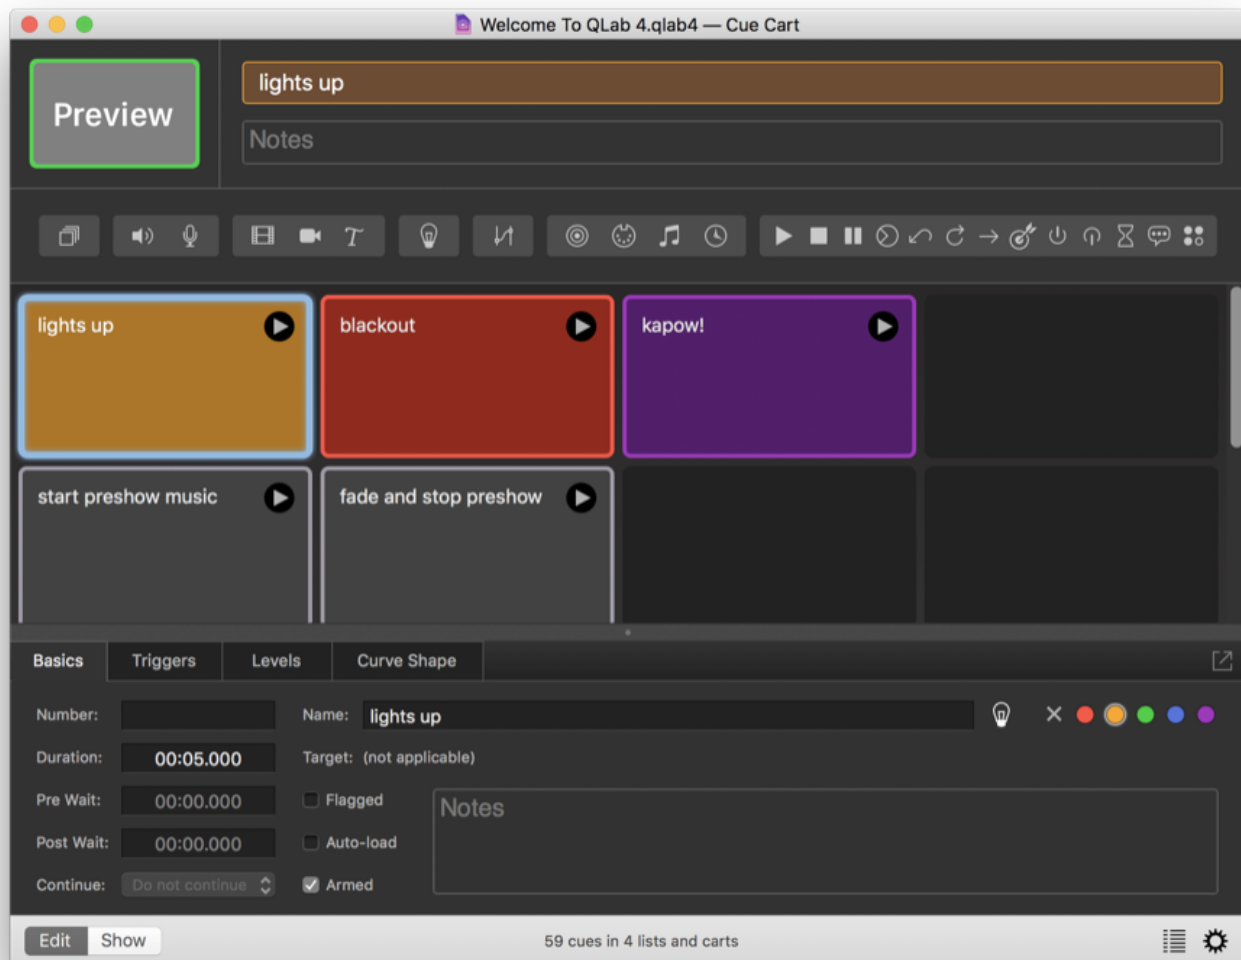 Welcome To QLab 4.qlab4 — Cue Cart
Preview
lights up
Notes
lights up
blackout
kapow!
start preshow music
fade and stop preshow
Basics
Triggers
Levels
Curve Shape
Number:
Name: lights up
Duration: 00:05.000
Target: (not applicable)
Pre Wait: 00:00.000
Flagged
Notes
Post Wait: 00:00.000
Auto-load
Continue: Do not continue
Armed
Edit
Show
59 cues in 4 lists and carts